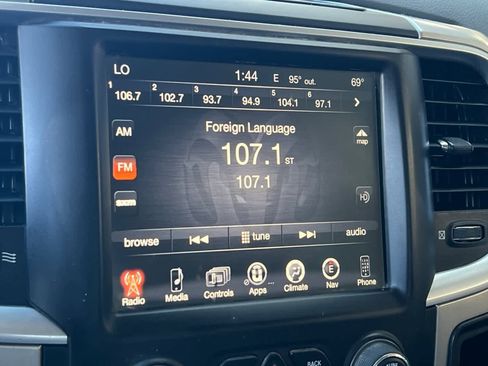 LO 1:44 E 95° out. 69°
1 106.7 2 102.7 3 93.7 4 94.9 5 104.1 6 97.1
AM
Foreign Language
map
107.1 ST
FM
107.1
HD
browse tune audio
Radio Media Controls Apps ... Climate E Nav Phone
BACK